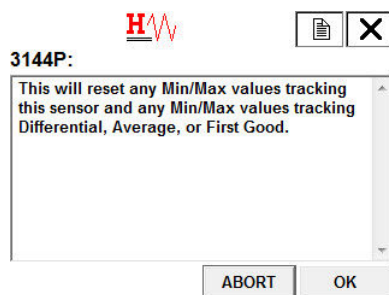 H
3144P:
This will reset any Min/Max values tracking
this sensor and any Min/Max values tracking
Differential, Average, or First Good.
ABORT OK